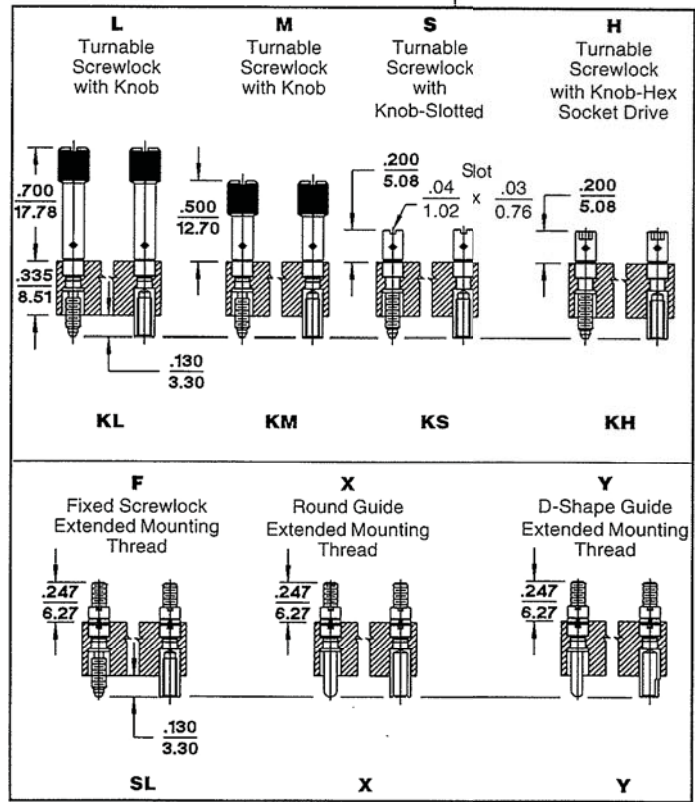 L
Turnable
Screwlock
with Knob
M
Turnable
Screwlock
with Knob
S
Turnable
Screwlock
with
Knob-Slotted
H
Turnable
Screwlock
with Knob-Hex
Socket Drive
.700
17.78
.335
8.51
.130
3.30
.500
12.70
.200
5.08
Slot
.04 x .03
1.02 0.76
.200
5.08
KL
KM
KS
KH
F
Fixed Screwlock
Extended Mounting
Thread
X
Round Guide
Extended Mounting
Thread
Y
D-Shape Guide
Extended Mounting
Thread
.247
6.27
.130
3.30
.247
6.27
.247
6.27
SL
X
Y